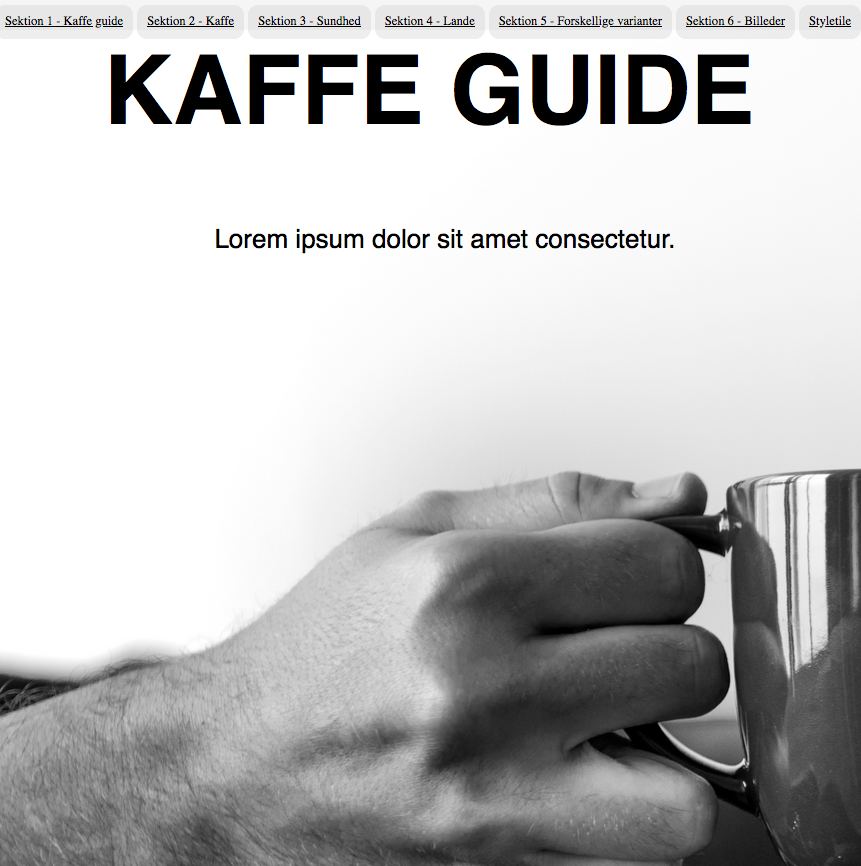 Sektion 1 - Kaffe guide Sektion 2 - Kaffe Sektion 3 - Sundhed Sektion 4 - Lande Sektion 5 - Forskellige varianter Sektion 6 - Billeder Styletile
KAFFE GUIDE
Lorem ipsum dolor sit amet consectetur.